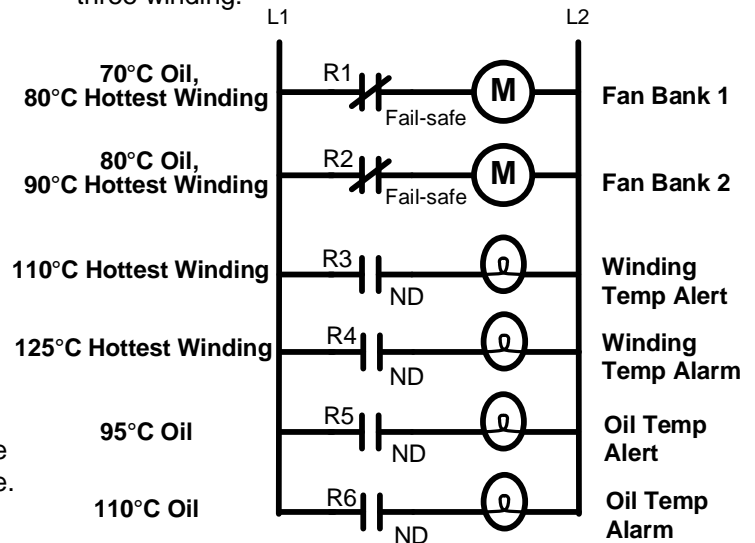 three winding.
L1
L2
70°C Oil,
80°C Hottest Winding
R1
Fail-safe
M
Fan Bank 1
80°C Oil,
90°C Hottest Winding
R2
Fail-safe
M
Fan Bank 2
110°C Hottest Winding
R3
ND
Winding
Temp Alert
125°C Hottest Winding
R4
ND
Winding
Temp Alarm
95°C Oil
R5
ND
Oil Temp
Alert
110°C Oil
R6
ND
Oil Temp
Alarm